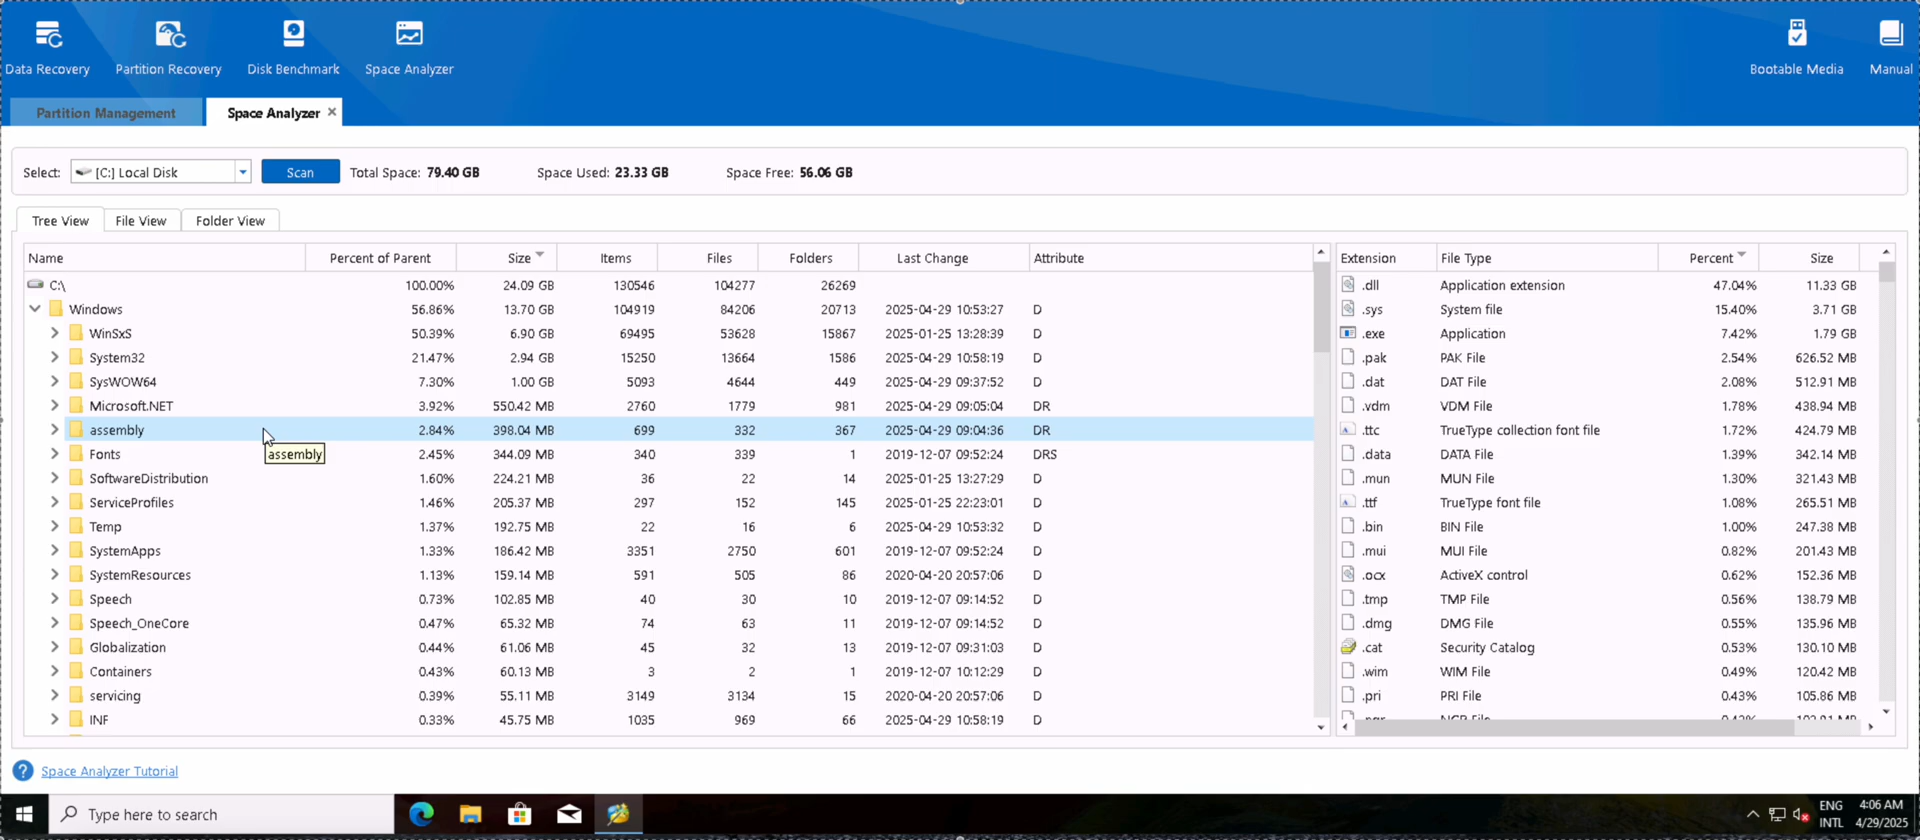 Data Recovery Partition Recovery Disk Benchmark Space Analyzer Bootable Media Manual
Partition Management Space Analyzer
Select: [C:] Local Disk Scan Total Space: 79.40 GB Space Used: 23.33 GB Space Free: 56.06 GB
Tree View File View Folder View
Name Percent of Parent Size Items Files Folders Last Change Attribute Extension File Type Percent Size
C:\ 100.00% 24.09 GB 130546 104277 26269 .dll Application extension 47.04% 11.33 GB
Windows 56.86% 13.70 GB 104919 84206 20713 2025-04-29 10:53:27 D .sys System file 15.40% 3.71 GB
WinSxS 50.39% 6.90 GB 69495 53628 15867 2025-01-25 13:28:39 D .exe Application 7.42% 1.79 GB
System32 21.47% 2.94 GB 15250 13664 1586 2025-04-29 10:58:19 D .pak PAK File 2.54% 626.52 MB
SysWOW64 7.30% 1.00 GB 5093 4644 449 2025-04-29 09:37:52 D .dat DAT File 2.08% 512.91 MB
Microsoft.NET 3.92% 550.42 MB 2760 1779 981 2025-04-29 09:05:04 DR .vdm VDM File 1.78% 438.94 MB
assembly 2.84% 398.04 MB 699 332 367 2025-04-29 09:04:36 DR .ttc TrueType collection font file 1.72% 424.79 MB
Fonts assembly 2.45% 344.09 MB 340 339 1 2019-12-07 09:52:24 DRS .data DATA File 1.39% 342.14 MB
SoftwareDistribution 1.60% 224.21 MB 36 22 14 2025-01-25 13:27:29 D .mun MUN File 1.30% 321.43 MB
ServiceProfiles 1.46% 205.37 MB 297 152 145 2025-01-25 22:23:01 D .ttf TrueType font file 1.08% 265.51 MB
Temp 1.37% 192.75 MB 22 16 6 2025-04-29 10:53:32 D .bin BIN File 1.00% 247.38 MB
SystemApps 1.33% 186.42 MB 3351 2750 601 2019-12-07 09:52:24 D .mui MUI File 0.82% 201.43 MB
SystemResources 1.13% 159.14 MB 591 505 86 2020-04-20 20:57:06 D .ocx ActiveX control 0.62% 152.36 MB
Speech 0.73% 102.85 MB 40 30 10 2019-12-07 09:14:52 D .tmp TMP File 0.56% 138.79 MB
Speech_OneCore 0.47% 65.32 MB 74 63 11 2019-12-07 09:14:52 D .dmg DMG File 0.55% 135.96 MB
Globalization 0.44% 61.06 MB 45 32 13 2019-12-07 09:31:03 D .cat Security Catalog 0.53% 130.10 MB
Containers 0.43% 60.13 MB 3 2 1 2019-12-07 10:12:29 D .wim WIM File 0.49% 120.42 MB
servicing 0.39% 55.11 MB 3149 3134 15 2020-04-20 20:57:06 D .pri PRI File 0.43% 105.86 MB
INF 0.33% 45.75 MB 1035 969 66 2025-04-29 10:58:19 D
Space Analyzer Tutorial
Type here to search ENG 4:06 AM
INTL 4/29/2025